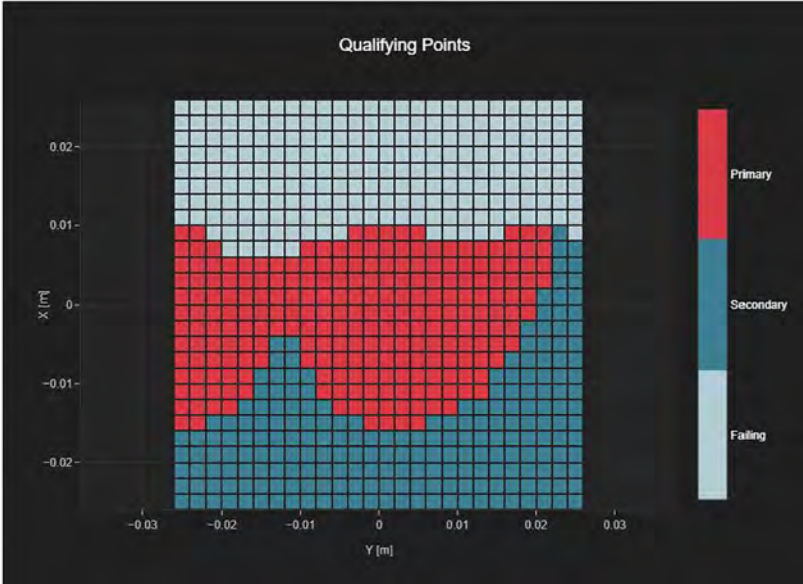 Qualifying Points
0.02
0.01
0
−0.01
−0.02
X [m]
−0.03
−0.02
−0.01
0
0.01
0.02
0.03
Y [m]
Primary
Secondary
Failing